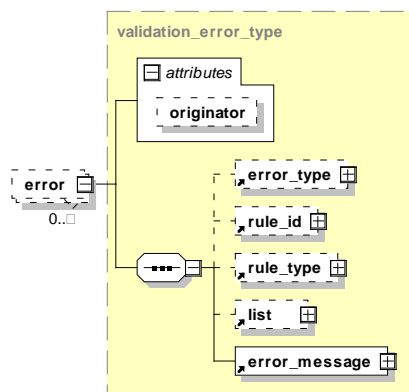 validation_error_type
attributes
originator
error
0..□
error_type
rule_id
rule_type
list
error_message